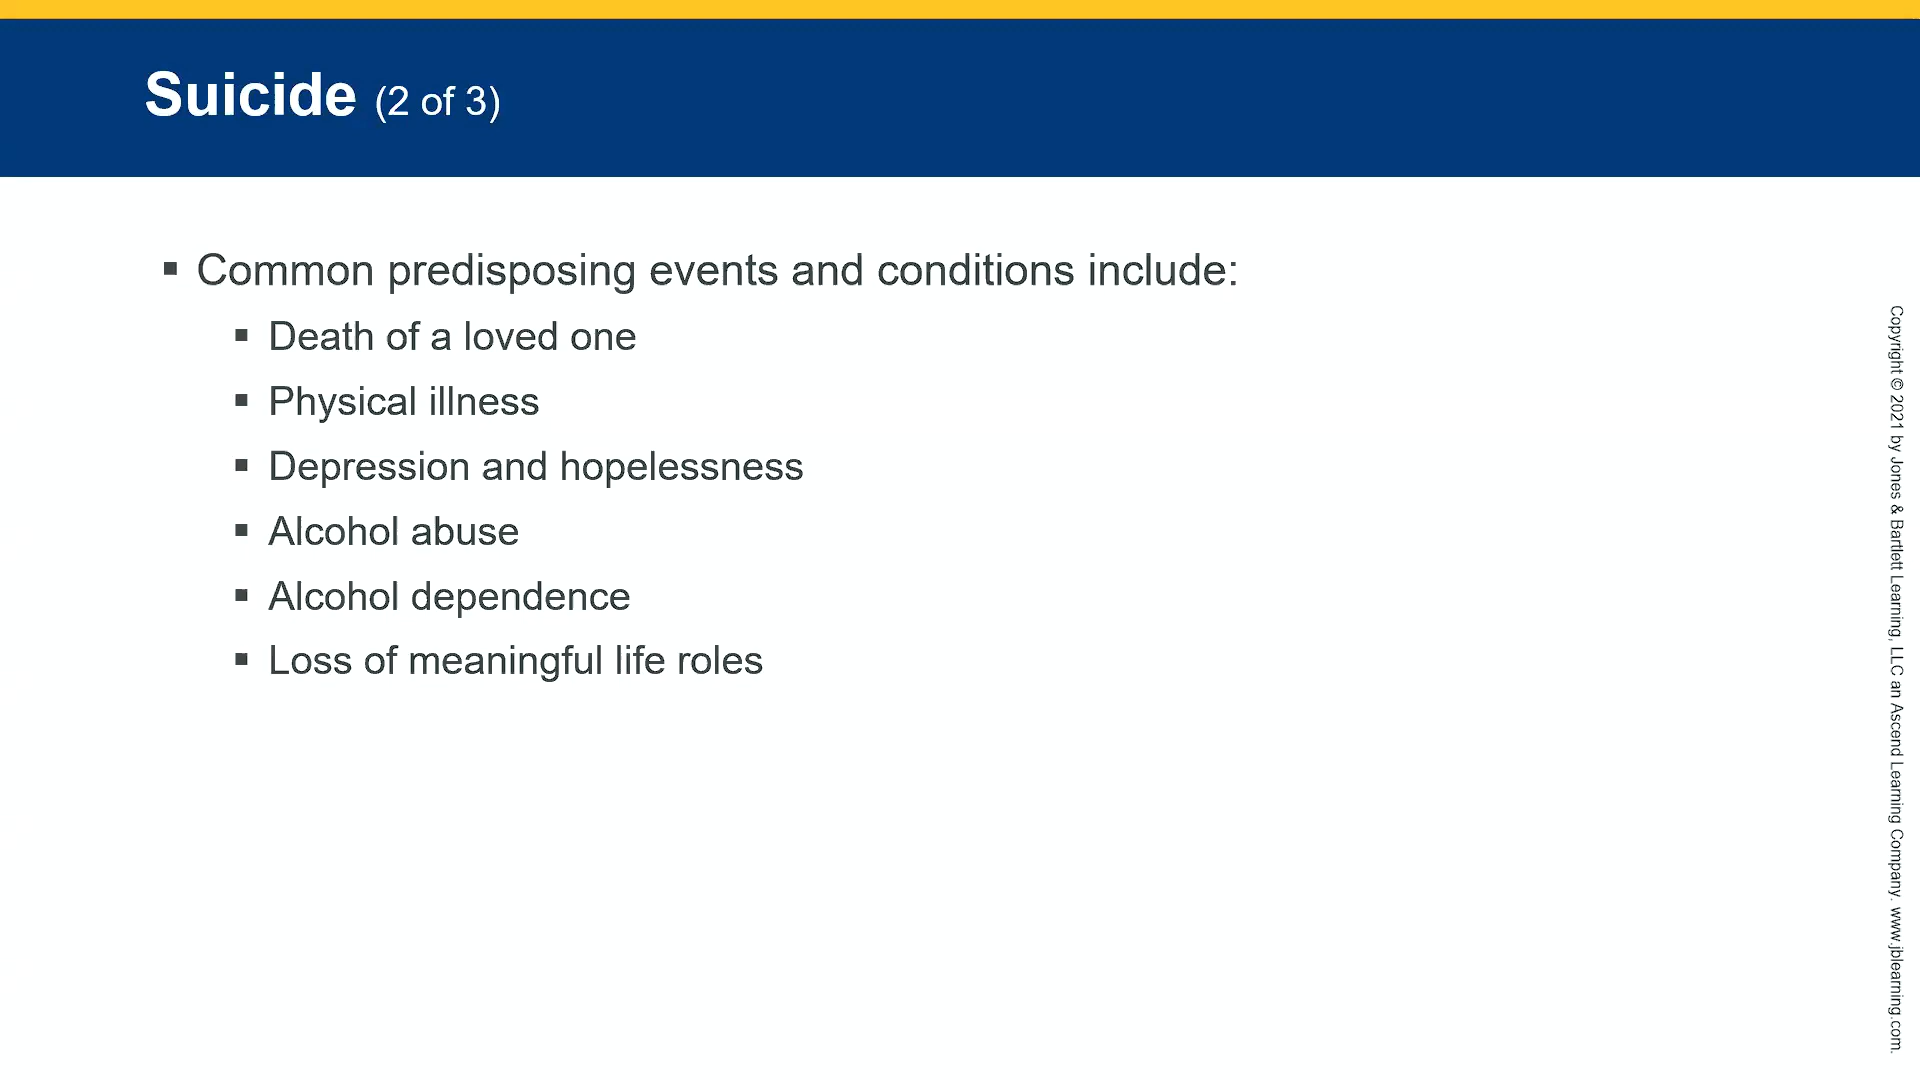 Suicide (2 of 3)
▪ Common predisposing events and conditions include:
▪ Death of a loved one
▪ Physical illness
▪ Depression and hopelessness
▪ Alcohol abuse
▪ Alcohol dependence
▪ Loss of meaningful life roles
Copyright © 2021 by Jones & Bartlett Learning, LLC an Ascend Learning Company. www.jblearning.com.